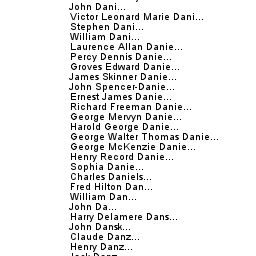 John Dani...
Victor Leonard Marie Dani...
Stephen Dani...
William Dani...
Laurence Allan Danie...
Percy Dennis Danie...
Groves Edward Danie...
James Skinner Danie...
John Spencer-Danie...
Ernest James Danie...
Richard Freeman Danie...
George Mervyn Danie...
Harold George Danie...
George Walter Thomas Danie...
George McKenzie Danie...
Henry Record Danie...
Sophia Danie...
Charles Daniels...
Fred Hilton Dan...
William Dan...
John Da...
Harry Delamere Dans...
John Dansk...
Claude Danz...
Henry Danz...